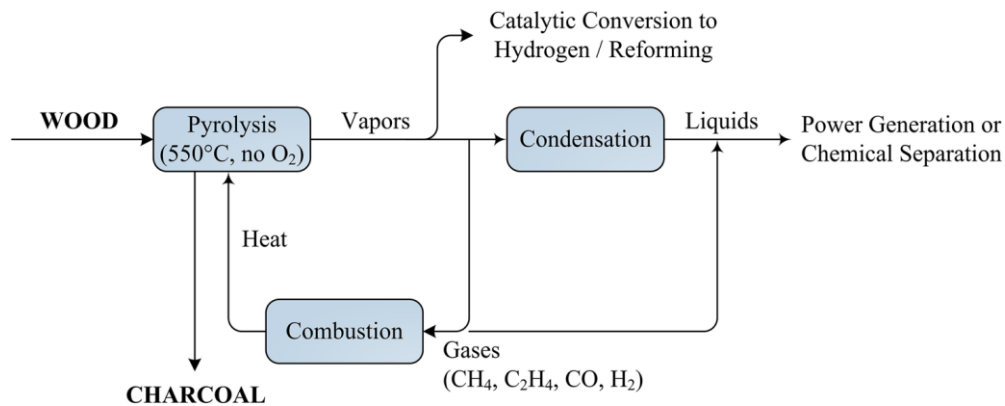 Catalytic Conversion to
Hydrogen / Reforming
WOOD
Pyrolysis
(550°C, no O₂)
Vapors
Condensation
Liquids
Power Generation or
Chemical Separation
Heat
Combustion
Gases
(CH₄, C₂H₄, CO, H₂)
CHARCOAL